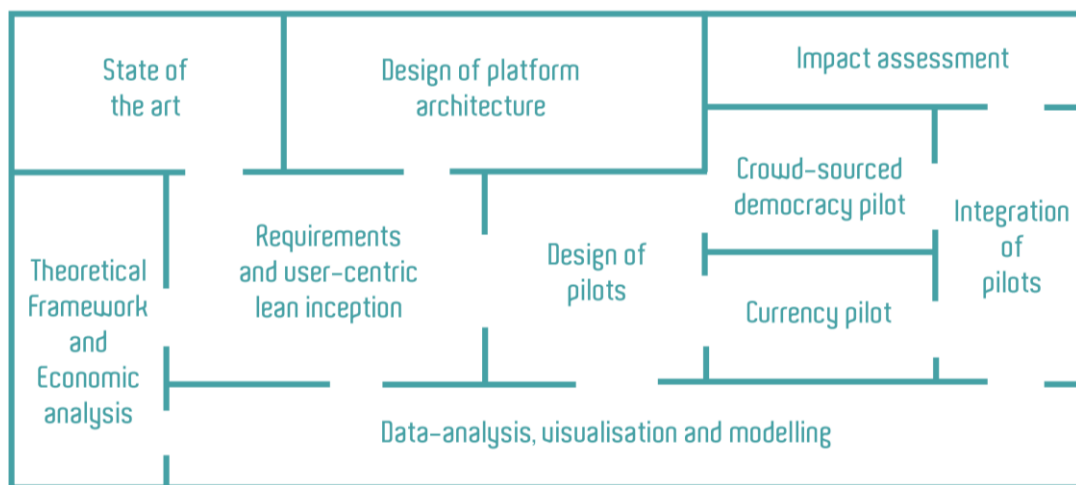 State of
the art
Design of platform
architecture
Impact assessment
Theoretical
Framework
and
Economic
analysis
Requirements
and user-centric
lean inception
Design of
pilots
Crowd-sourced
democracy pilot
Currency pilot
Integration
of
pilots
Data-analysis, visualisation and modelling